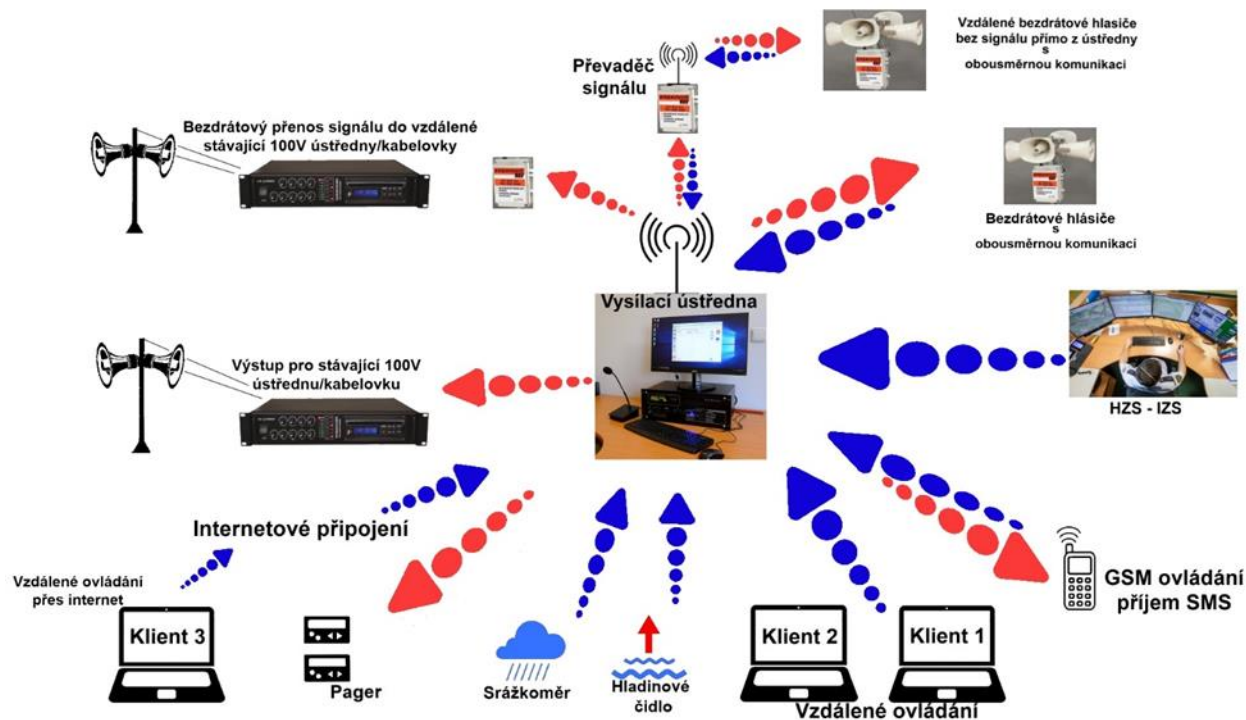 Vzdálené bezdrátové hlasiče
bez signálu přímo z ústředny
s
obousměrnou komunikací
Převaděč
signálu
Bezdrátový přenos signálu do vzdálené
stávající 100V ústředny/kabelovky
Bezdrátové hlásiče
s
obousměrnou komunikací
Vysílací ústředna
Výstup pro stávající 100V
ústřednu/kabelovku
HZS - IZS
Internetové připojení
Vzdálené ovládání
přes internet
GSM ovládání
příjem SMS
Klient 3
Pager
Srážkoměr
Hladinové
čidlo
Klient 2
Klient 1
Vzdálené ovládání